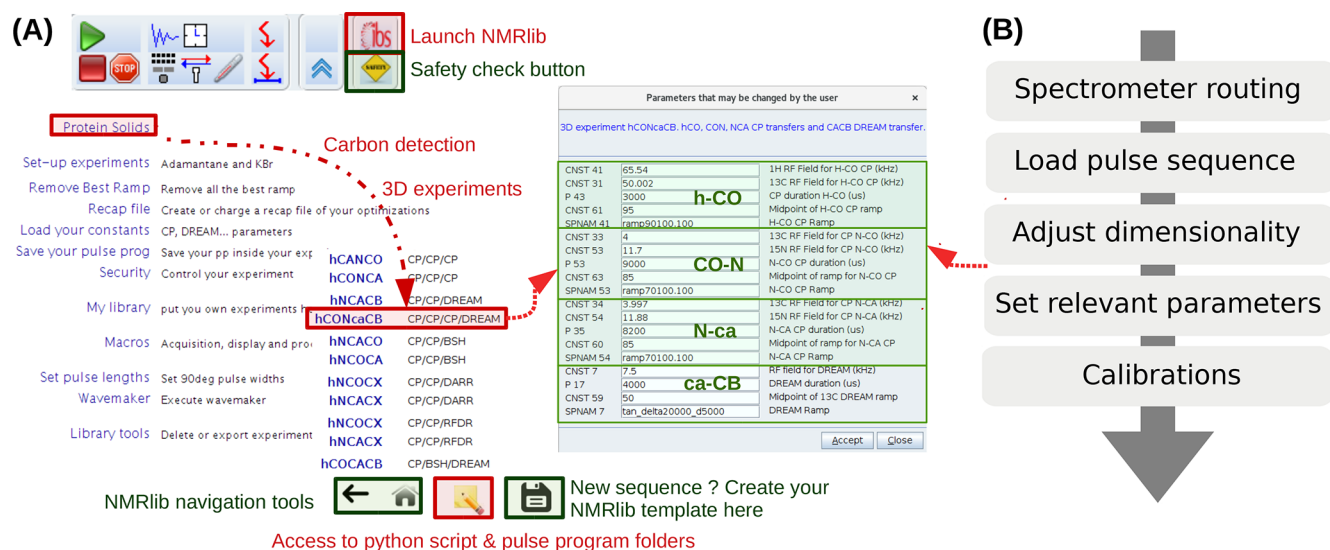 (A)
STOP
ibs
Launch NMRlib
SAFETY
Safety check button
Protein Solids
Carbon detection
3D experiments
Set-up experiments Adamantane and KBr
Remove Best Ramp Remove all the best ramp
Recap file Create or charge a recap file of your optimizations
Load your constants CP, DREAM... parameters
Save your pulse prog Save your pp inside your exp
Security Control your experiment
My library put you own experiments h
Macros Acquisition, display and pro
Set pulse lengths Set 90deg pulse widths
Wavemaker Execute wavemaker
Library tools Delete or export experiment
hCANCO CP/CP/CP
hCONCA CP/CP/CP
hNCACB CP/CP/DREAM
hCONcaCB CP/CP/CP/DREAM
hNCACO CP/CP/BSH
hNCOCA CP/CP/BSH
hNCOCX CP/CP/DARR
hNCACX CP/CP/DARR
hNCOCX CP/CP/RFDR
hNCACX CP/CP/RFDR
hCOCACB CP/BSH/DREAM
Parameters that may be changed by the user ×
3D experiment hCONcaCB. hCO, CON, NCA CP transfers and CACB DREAM transfer.
CNST 41 65.54 1H RF Field for H-CO CP (kHz)
CNST 31 50.002 13C RF Field for H-CO CP (kHz)
P 43 3000 CP duration H-CO (us)
CNST 61 95 Midpoint of H-CO CP ramp
SPNAM 41 ramp90100.100 H-CO CP Ramp
h-CO
CNST 33 4 13C RF Field for CP N-CO (kHz)
CNST 53 11.7 15N RF Field for CP N-CO (kHz)
P 53 9000 N-CO CP duration (us)
CNST 63 85 Midpoint of ramp for N-CO CP
SPNAM 53 ramp70100.100 N-CO CP Ramp
CO-N
CNST 34 3.997 13C RF Field for CP N-CA (kHz)
CNST 54 11.88 15N RF Field for CP N-CA (kHz)
P 35 8200 N-CA CP duration (us)
CNST 60 85 Midpoint of ramp for N-CA CP
SPNAM 54 ramp70100.100 N-CA CP Ramp
N-ca
CNST 7 7.5 RF field for DREAM (kHz)
P 17 4000 DREAM duration (us)
CNST 59 50 Midpoint of 13C DREAM ramp
SPNAM 7 tan_delta20000_d5000 DREAM Ramp
ca-CB
Accept Close
NMRlib navigation tools
New sequence ? Create your
NMRlib template here
Access to python script & pulse program folders
(B)
Spectrometer routing
Load pulse sequence
Adjust dimensionality
Set relevant parameters
Calibrations